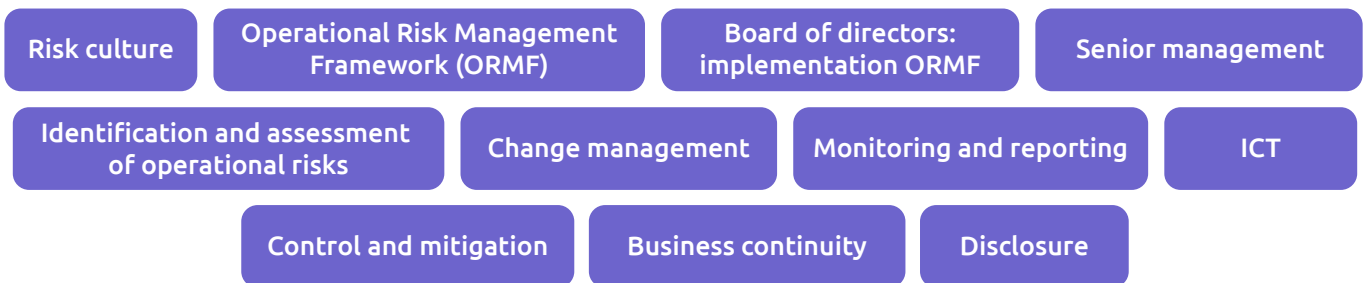 Risk culture
Operational Risk Management
Framework (ORMF)
Board of directors:
implementation ORMF
Senior management
Identification and assessment
of operational risks
Change management
Monitoring and reporting
ICT
Control and mitigation
Business continuity
Disclosure